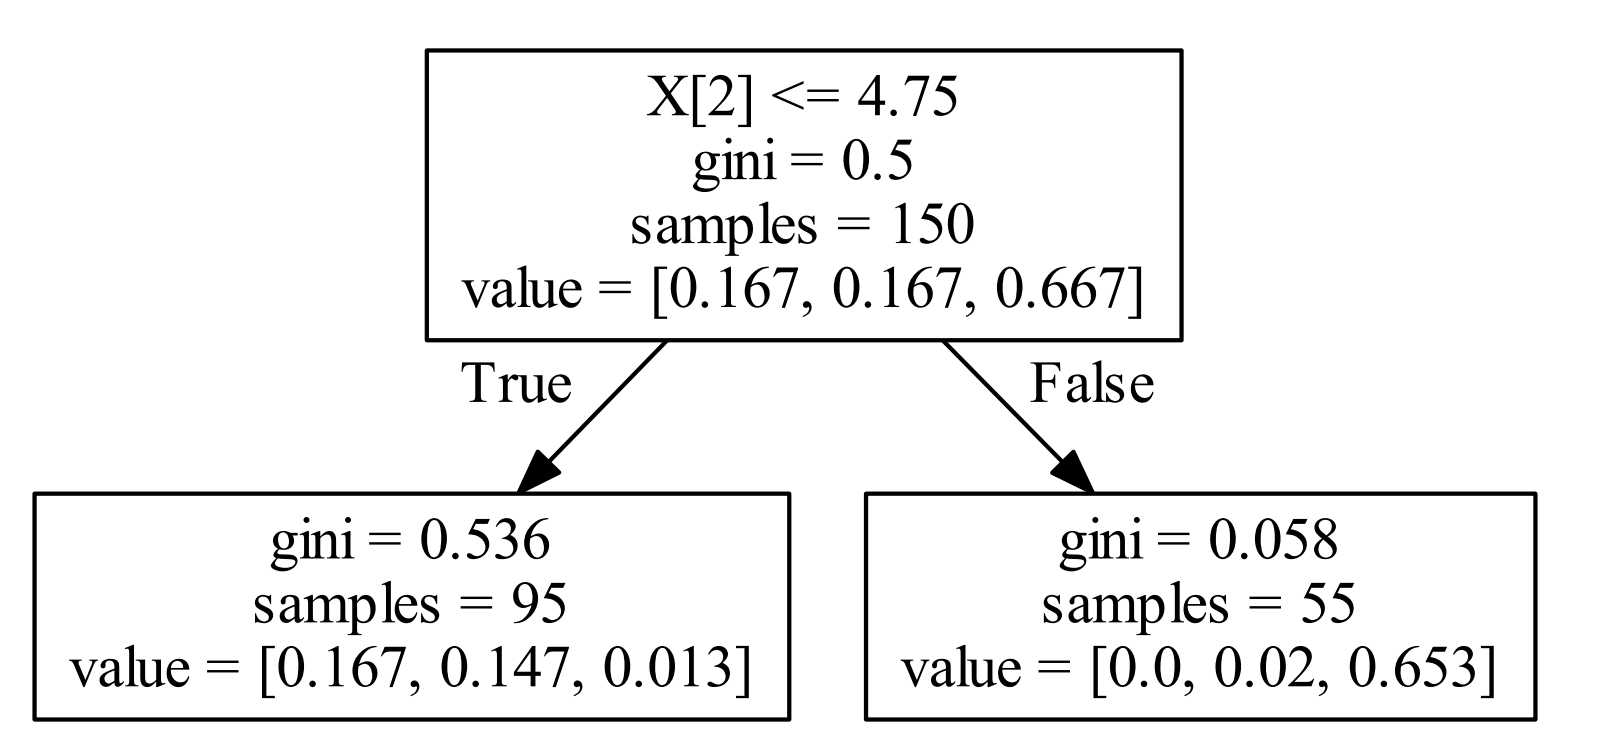 X[2] <= 4.75
gini = 0.5
samples = 150
value = [0.167, 0.167, 0.667]
True
False
gini = 0.536
samples = 95
value = [0.167, 0.147, 0.013]
gini = 0.058
samples = 55
value = [0.0, 0.02, 0.653]